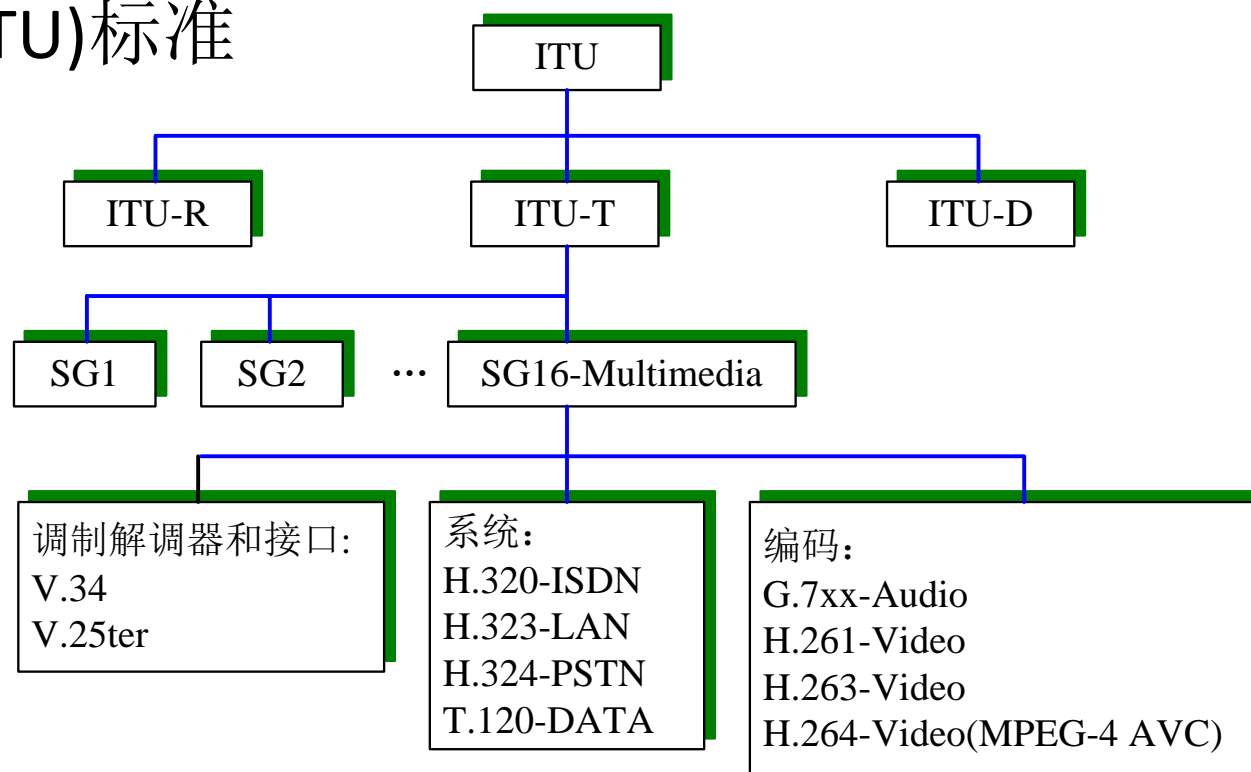 TU)标准
ITU
ITU-R
ITU-T
ITU-D
SG1
SG2
...
SG16-Multimedia
调制解调器和接口:
V.34
V.25ter
系统：
H.320-ISDN
H.323-LAN
H.324-PSTN
T.120-DATA
编码：
G.7xx-Audio
H.261-Video
H.263-Video
H.264-Video(MPEG-4 AVC)